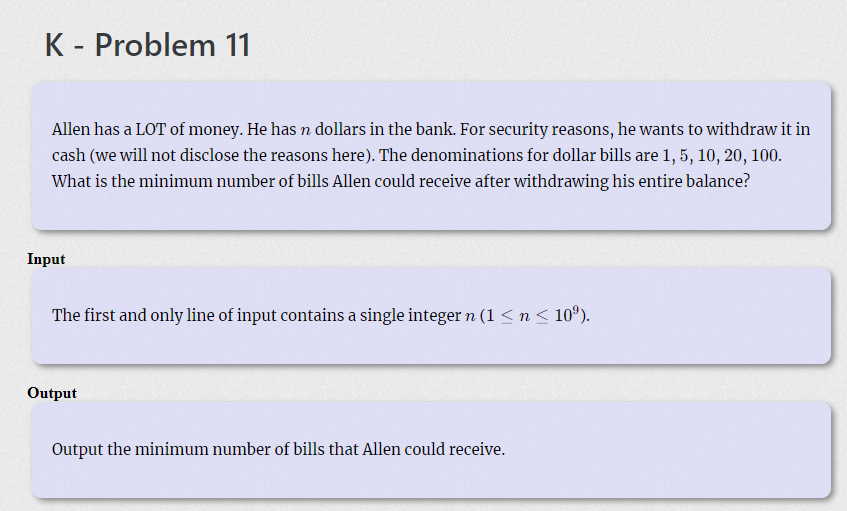 K - Problem 11
Allen has a LOT of money. He has n dollars in the bank. For security reasons, he wants to withdraw it in
cash (we will not disclose the reasons here). The denominations for dollar bills are 1, 5, 10, 20, 100.
What is the minimum number of bills Allen could receive after withdrawing his entire balance?
Input
The first and only line of input contains a single integer n (1 ≤ n ≤ 10⁹).
Output
Output the minimum number of bills that Allen could receive.